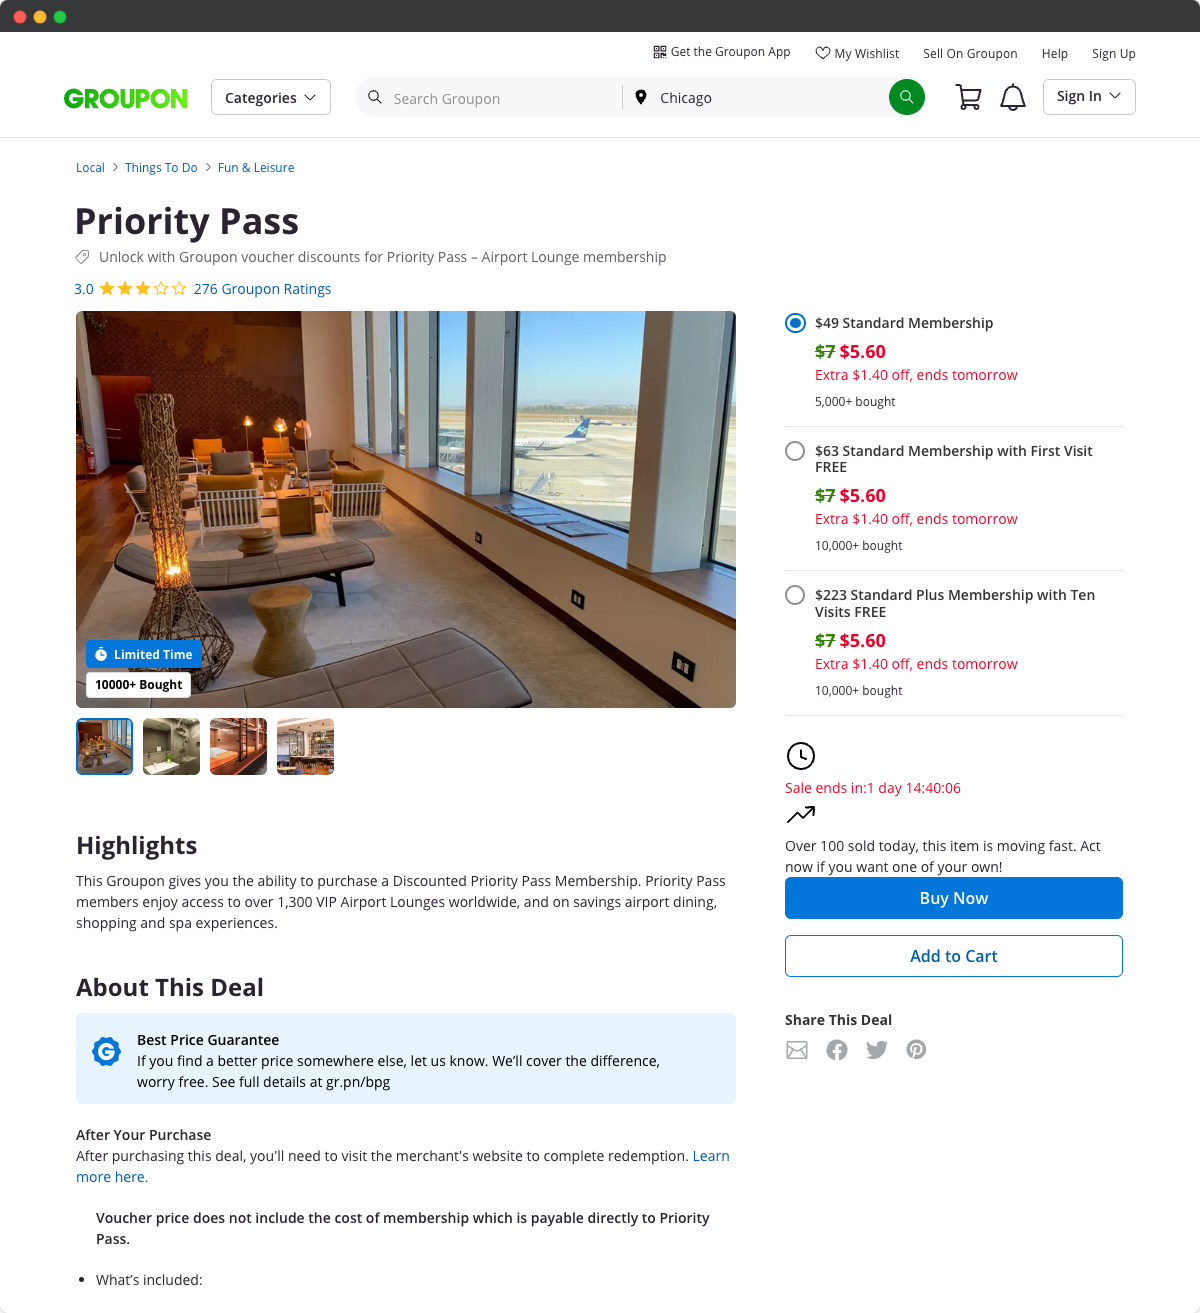 Get the Groupon App
My Wishlist
Sell On Groupon
Help
Sign Up
GROUPON
Categories
Search Groupon
Chicago
Sign In
Local > Things To Do > Fun & Leisure
Priority Pass
Unlock with Groupon voucher discounts for Priority Pass – Airport Lounge membership
3.0
276 Groupon Ratings
Limited Time
10000+ Bought
Highlights
This Groupon gives you the ability to purchase a Discounted Priority Pass Membership. Priority Pass
members enjoy access to over 1,300 VIP Airport Lounges worldwide, and on savings airport dining,
shopping and spa experiences.
About This Deal
Best Price Guarantee
If you find a better price somewhere else, let us know. We’ll cover the difference,
worry free. See full details at gr.pn/bpg
After Your Purchase
After purchasing this deal, you'll need to visit the merchant's website to complete redemption. Learn
more here.
Voucher price does not include the cost of membership which is payable directly to Priority
Pass.
• What’s included:
$49 Standard Membership
$7 $5.60
Extra $1.40 off, ends tomorrow
5,000+ bought
$63 Standard Membership with First Visit
FREE
$7 $5.60
Extra $1.40 off, ends tomorrow
10,000+ bought
$223 Standard Plus Membership with Ten
Visits FREE
$7 $5.60
Extra $1.40 off, ends tomorrow
10,000+ bought
Sale ends in:1 day 14:40:06
Over 100 sold today, this item is moving fast. Act
now if you want one of your own!
Buy Now
Add to Cart
Share This Deal